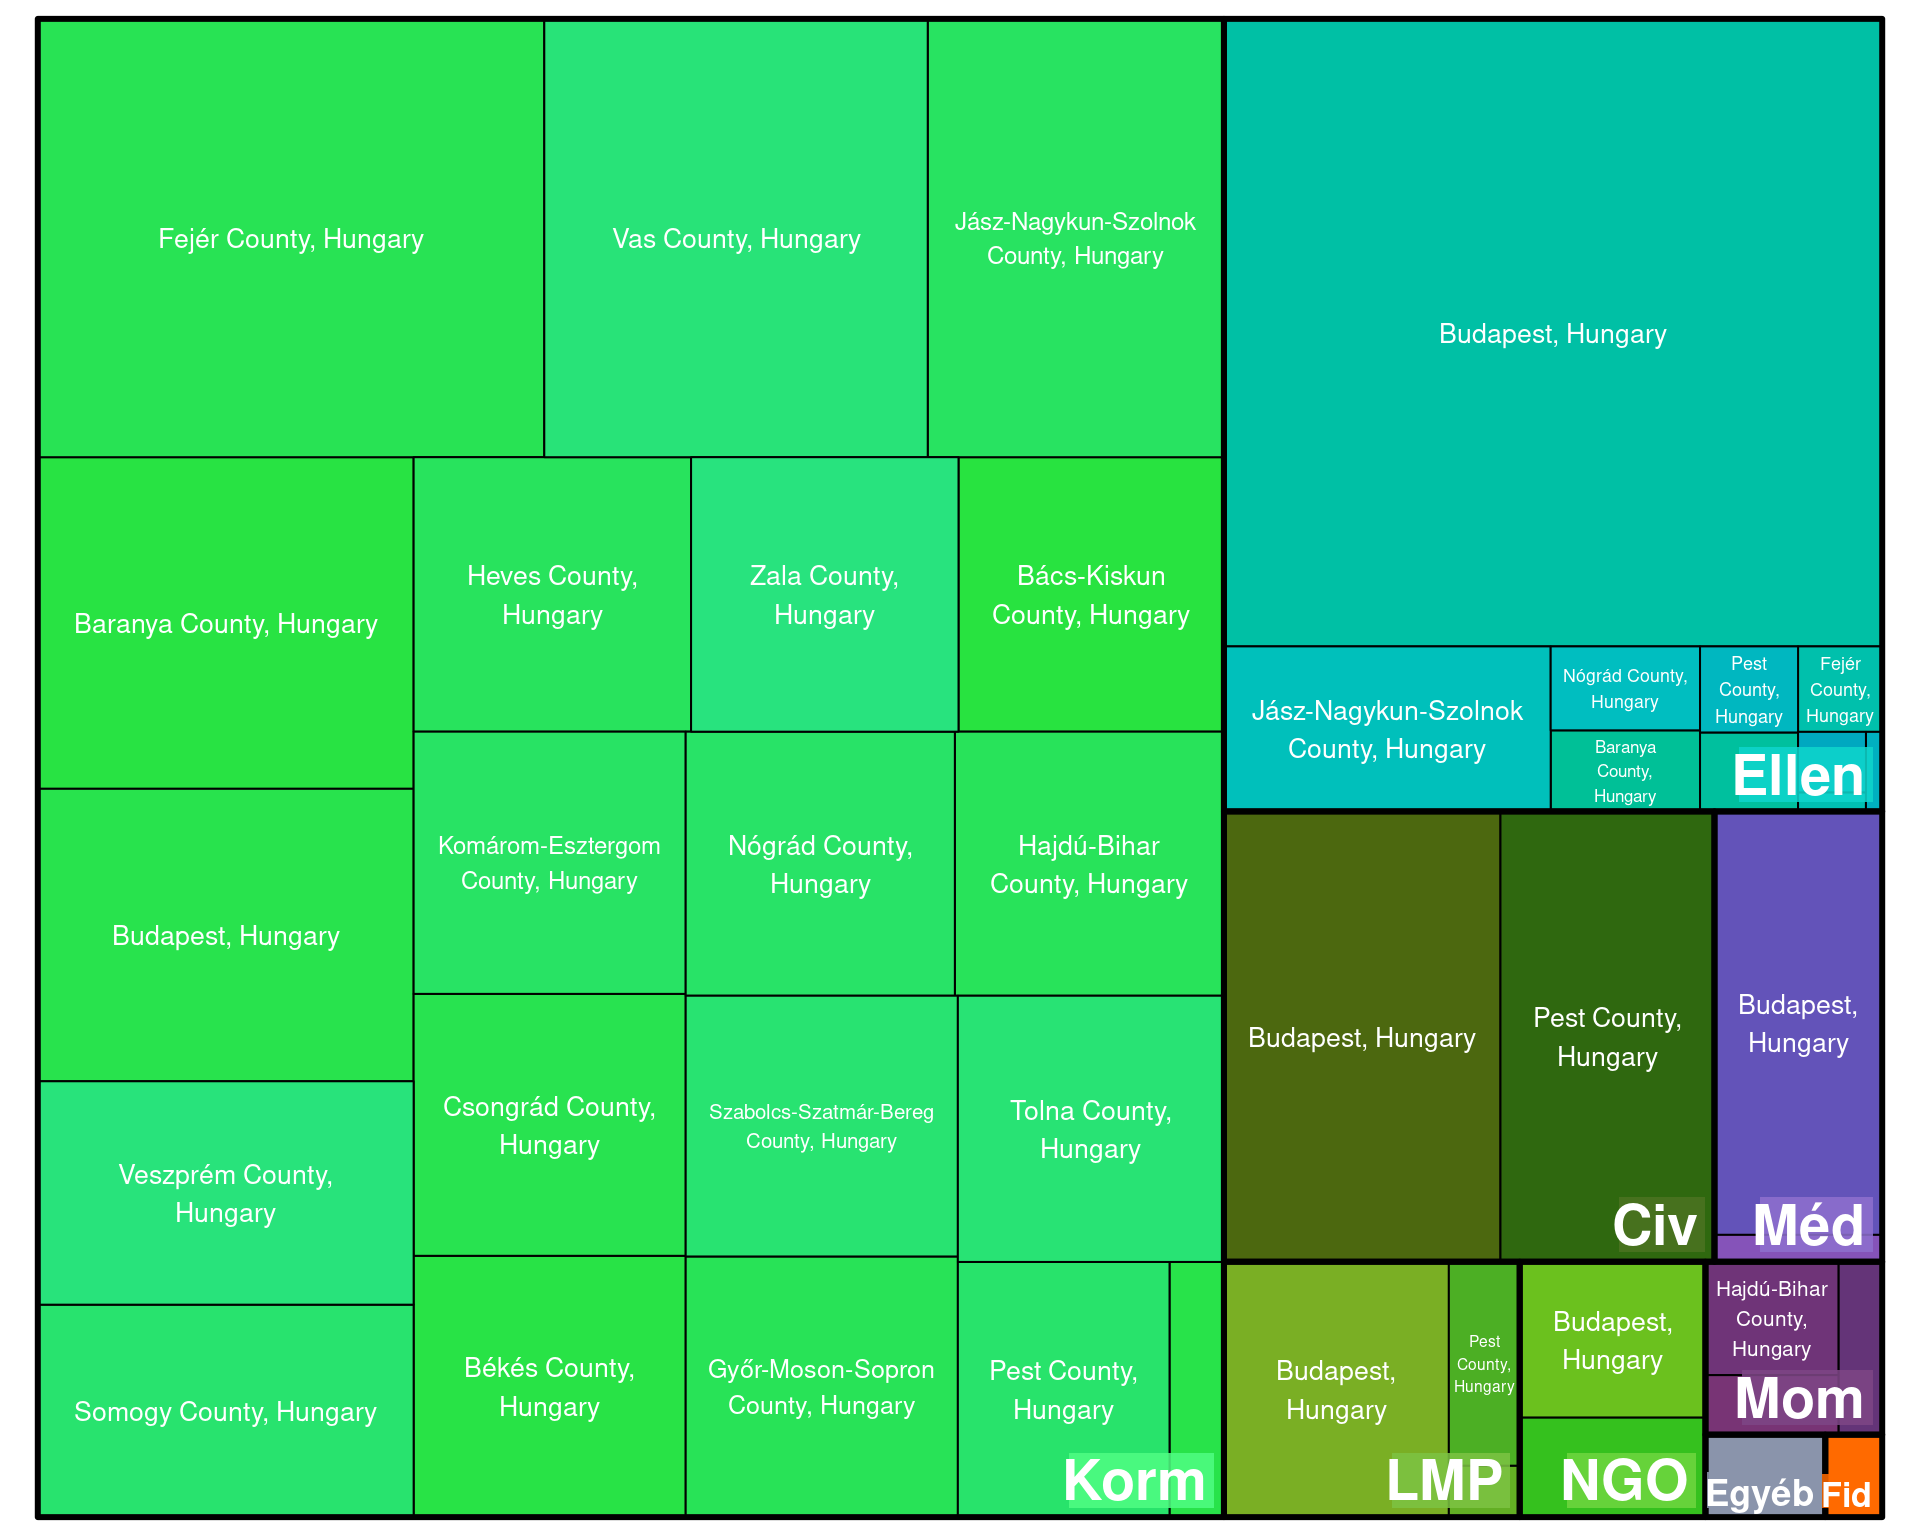 Fejér County, Hungary
Vas County, Hungary
Jász-Nagykun-Szolnok
County, Hungary
Baranya County, Hungary
Heves County,
Hungary
Zala County,
Hungary
Bács-Kiskun
County, Hungary
Budapest, Hungary
Komárom-Esztergom
County, Hungary
Nógrád County,
Hungary
Hajdú-Bihar
County, Hungary
Veszprém County,
Hungary
Csongrád County,
Hungary
Szabolcs-Szatmár-Bereg
County, Hungary
Tolna County,
Hungary
Somogy County, Hungary
Békés County,
Hungary
Győr-Moson-Sopron
County, Hungary
Pest County,
Hungary
Korm
Budapest, Hungary
Jász-Nagykun-Szolnok
County, Hungary
Nógrád County,
Hungary
Baranya
County,
Hungary
Pest
County,
Hungary
Fejér
County,
Hungary
Ellen
Budapest, Hungary
Pest County,
Hungary
Civ
Budapest,
Hungary
Méd
Budapest,
Hungary
Pest
County,
Hungary
LMP
Budapest,
Hungary
NGO
Hajdú-Bihar
County,
Hungary
Mom
Egyéb
Fid